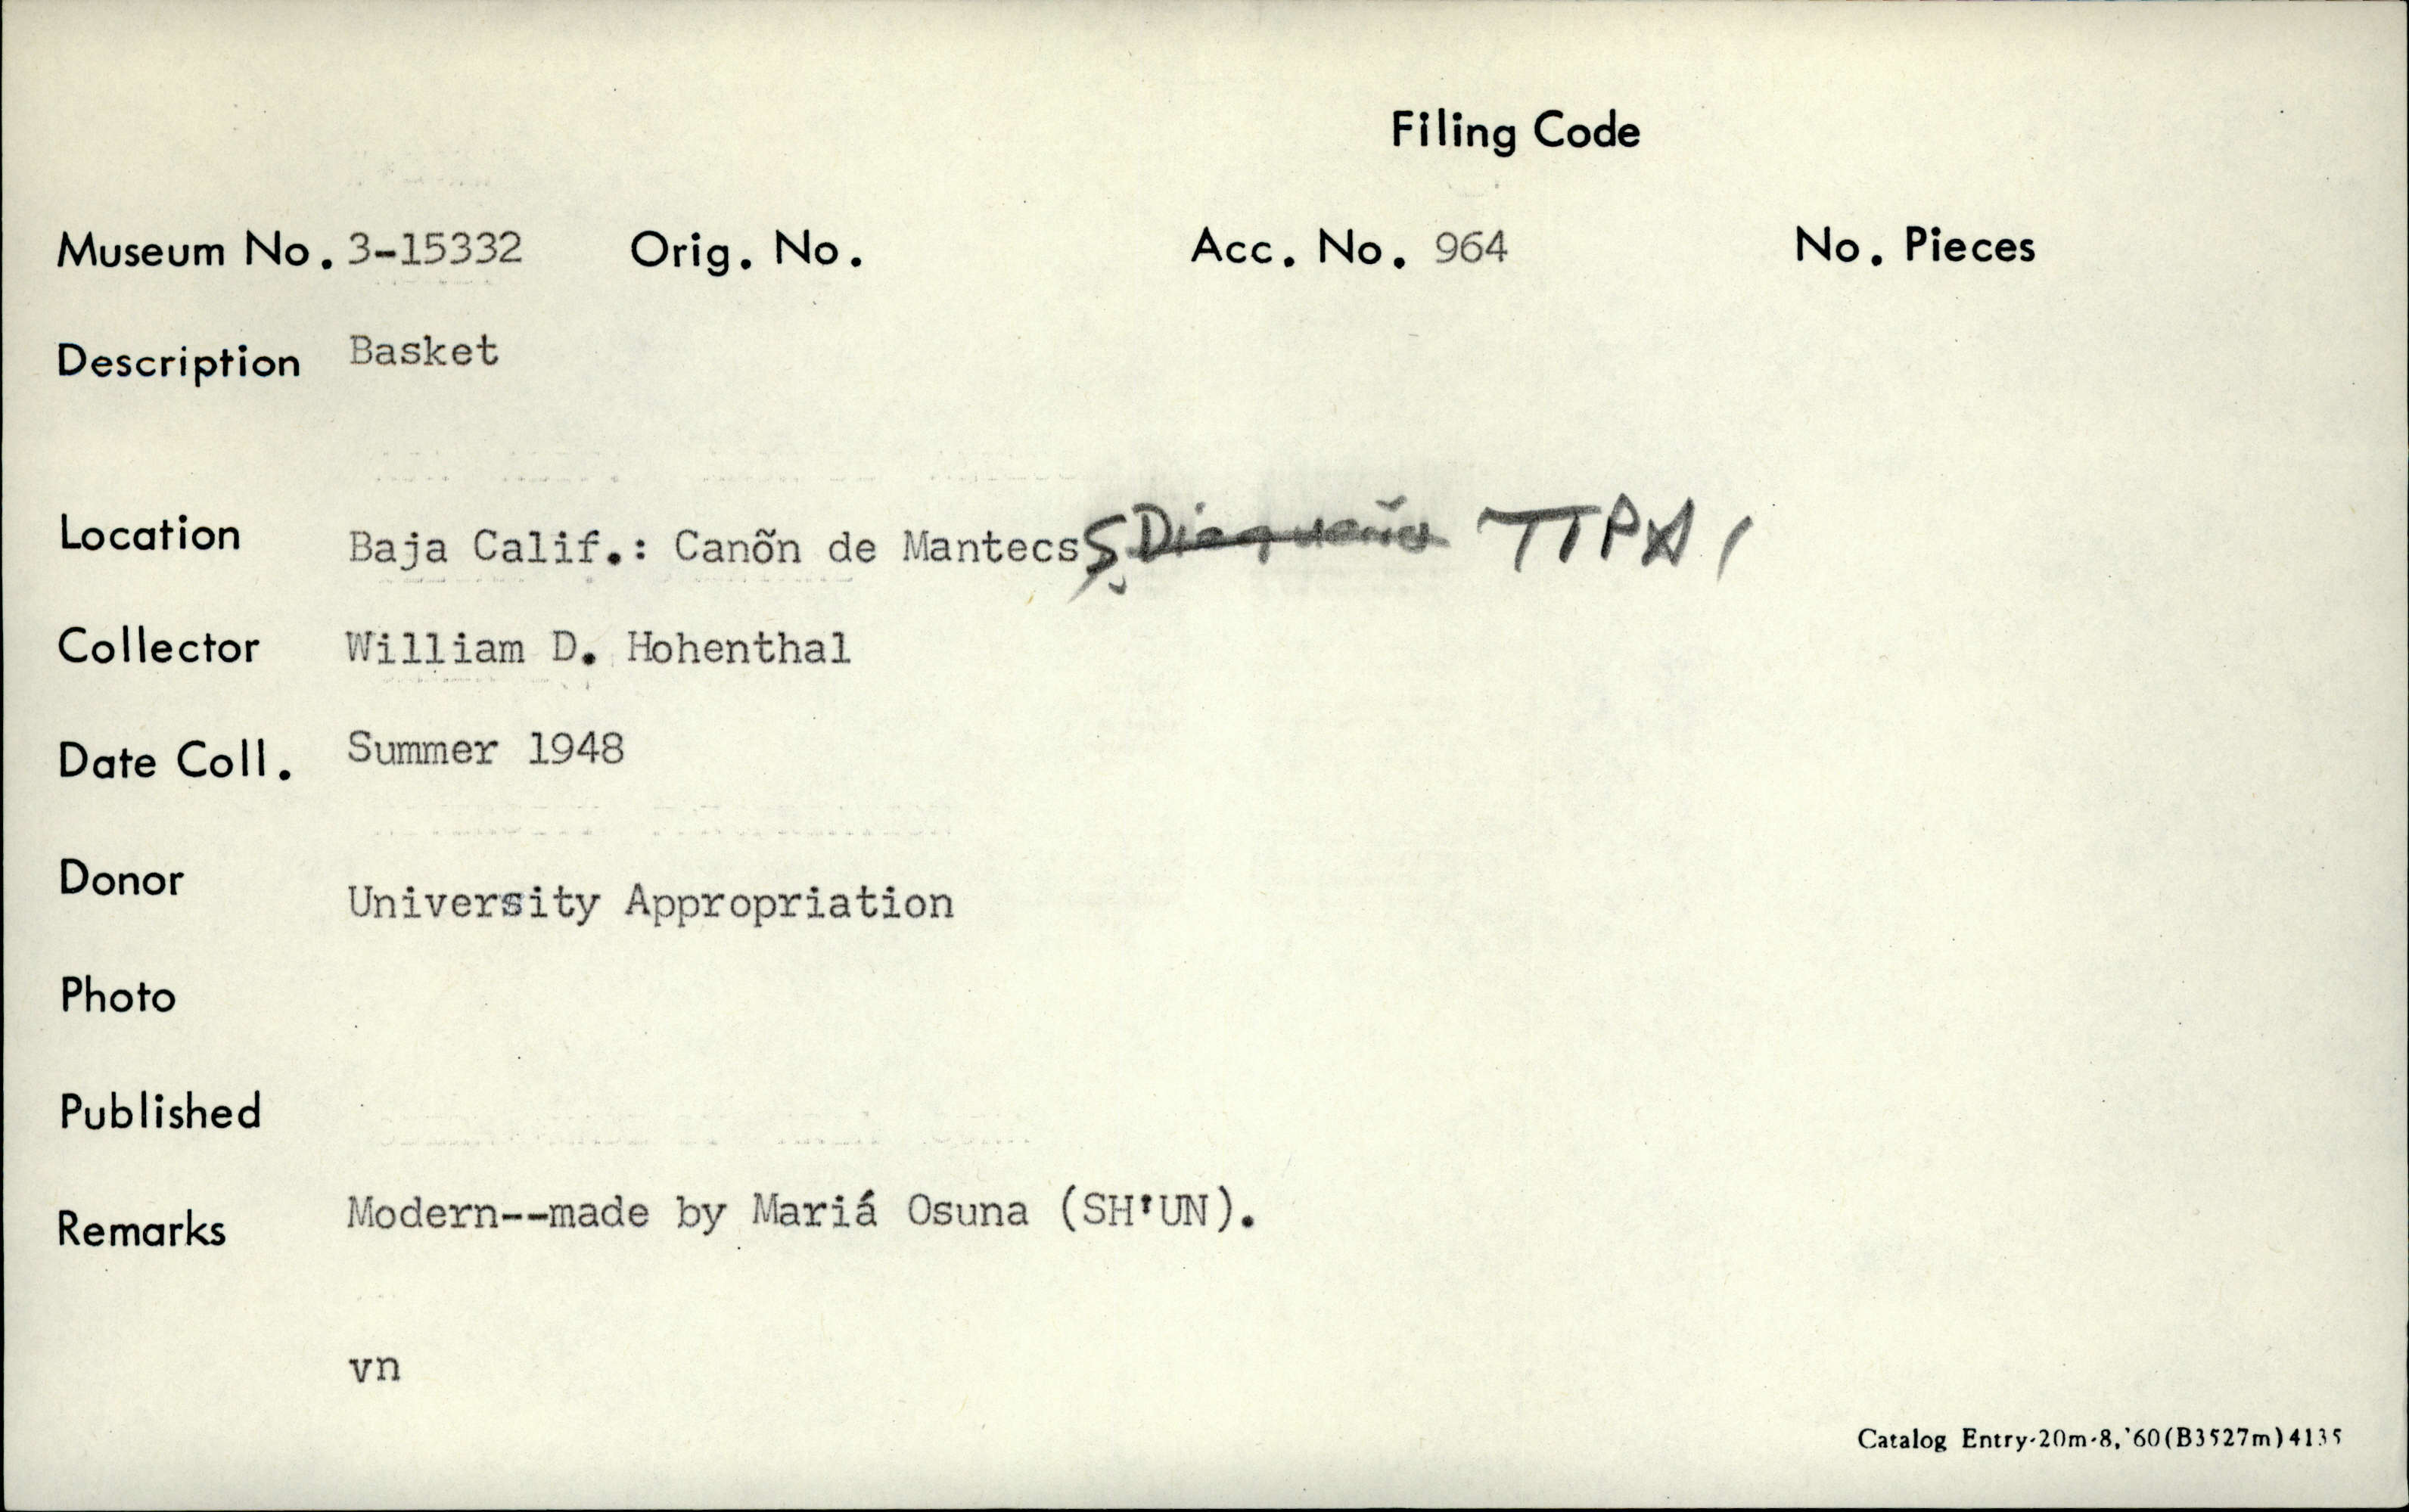 Filing Code
Museum No. 3-15332 Orig. No. Acc. No. 964 No. Pieces
Description Basket
Location Baja Calif.: Canõn de Mantecs S, Diegueño TIPAI
Collector William D. Hohenthal
Date Coll. Summer 1948
Donor University Appropriation
Photo
Published
Remarks Modern--made by Mariá Osuna (SH'UN).
vn
Catalog Entry-20m-8,'60(B3527m)4135